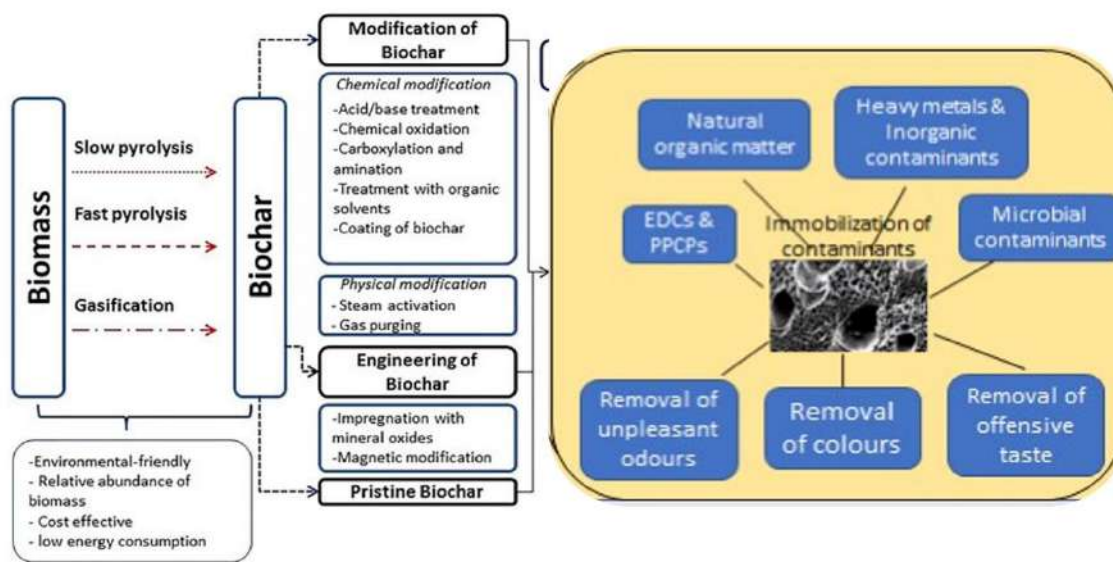 Biomass
Slow pyrolysis
Fast pyrolysis
Gasification
Biochar
-Environmental-friendly
- Relative abundance of
biomass
- Cost effective
- low energy consumption
Modification of
Biochar
Chemical modification
-Acid/base treatment
-Chemical oxidation
-Carboxylation and
amination
-Treatment with organic
solvents
-Coating of biochar
Physical modification
- Steam activation
- Gas purging
Engineering of
Biochar
-Impregnation with
mineral oxides
-Magnetic modification
Pristine Biochar
Natural
organic matter
Heavy metals &
Inorganic
contaminants
EDCs &
PPCPs
Immobilization of
contaminants
Microbial
contaminants
Removal of
unpleasant
odours
Removal
of colours
Removal of
offensive
taste